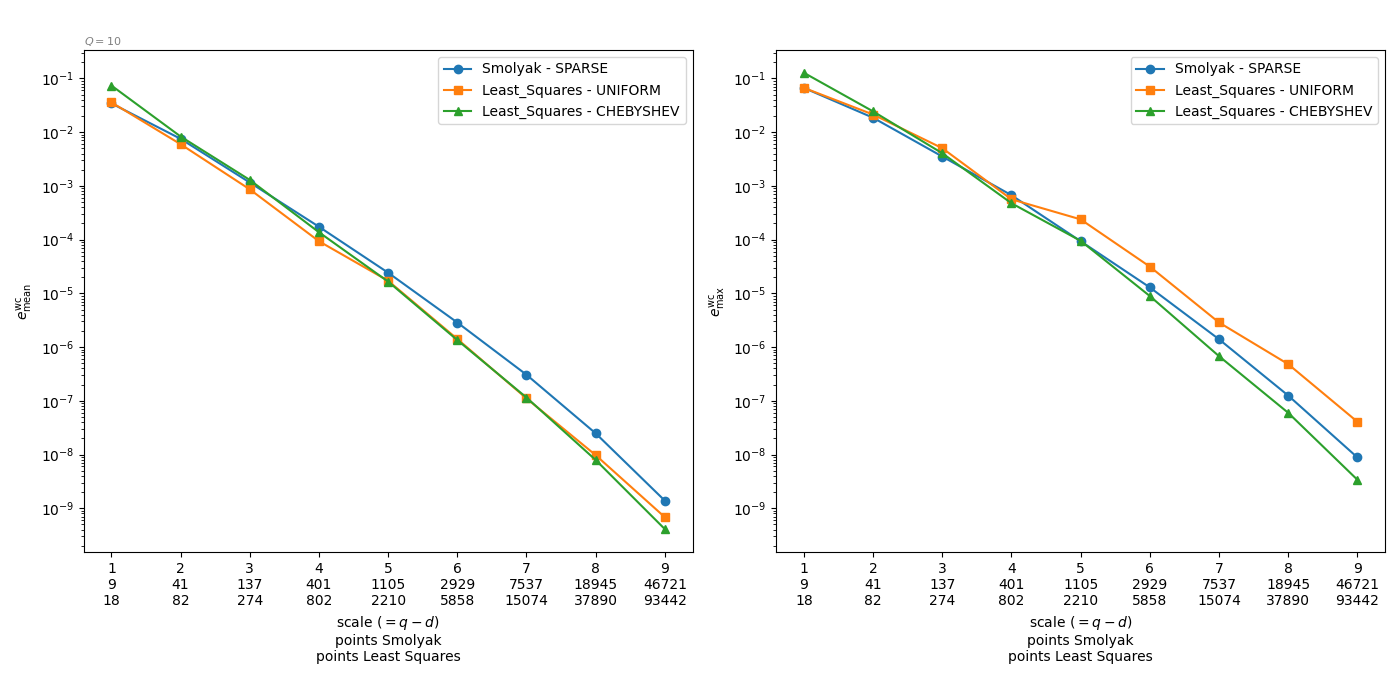 Q = 10
Smolyak - SPARSE
Least_Squares - UNIFORM
Least_Squares - CHEBYSHEV
10^{-1}
10^{-2}
10^{-3}
10^{-4}
10^{-5}
10^{-6}
10^{-7}
10^{-8}
10^{-9}
e^{wc}_{mean}
1 2 3 4 5 6 7 8 9
9 41 137 401 1105 2929 7537 18945 46721
18 82 274 802 2210 5858 15074 37890 93442
scale (= q − d)
points Smolyak
points Least Squares
Smolyak - SPARSE
Least_Squares - UNIFORM
Least_Squares - CHEBYSHEV
10^{-1}
10^{-2}
10^{-3}
10^{-4}
10^{-5}
10^{-6}
10^{-7}
10^{-8}
10^{-9}
e^{wc}_{max}
1 2 3 4 5 6 7 8 9
9 41 137 401 1105 2929 7537 18945 46721
18 82 274 802 2210 5858 15074 37890 93442
scale (= q − d)
points Smolyak
points Least Squares